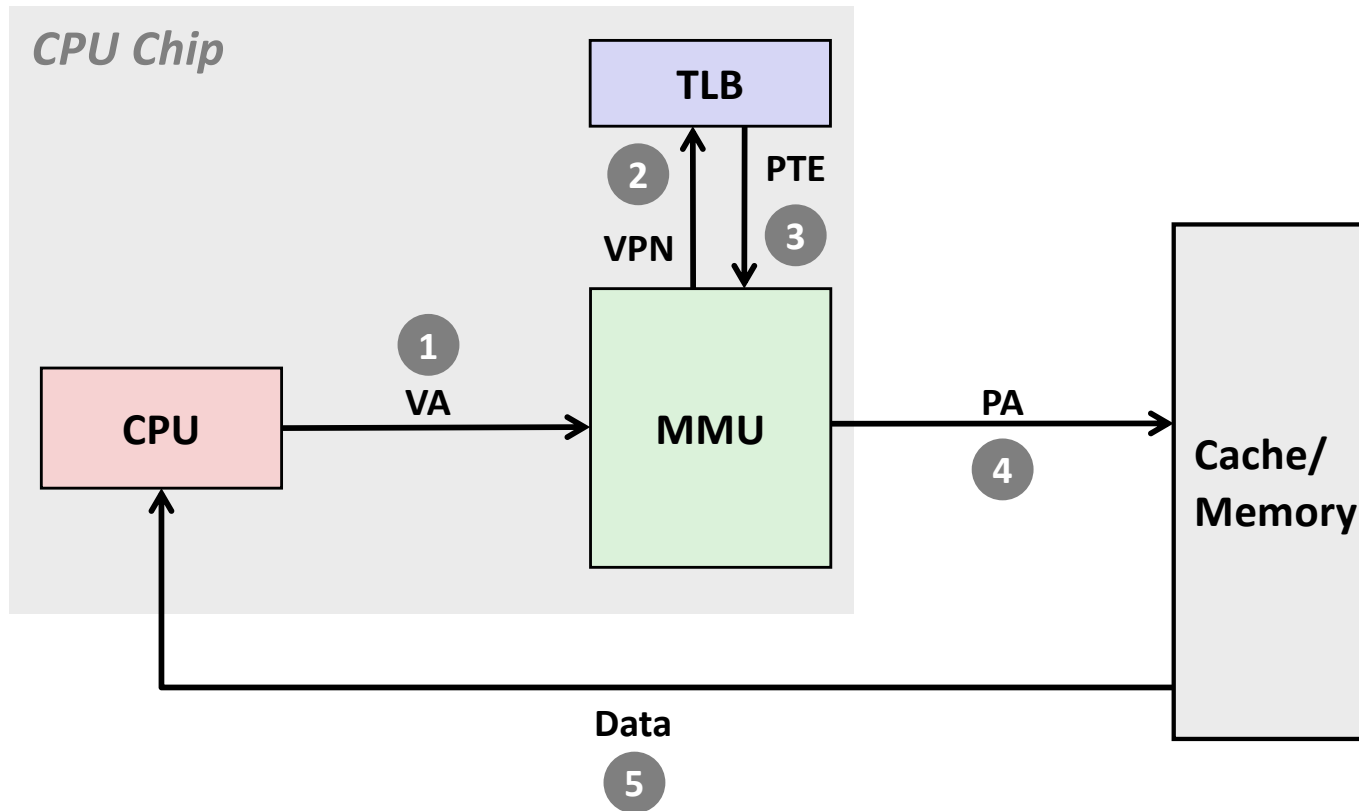 CPU Chip
TLB
2
PTE
3
VPN
1
VA
CPU
MMU
PA
4
Cache/
Memory
Data
5